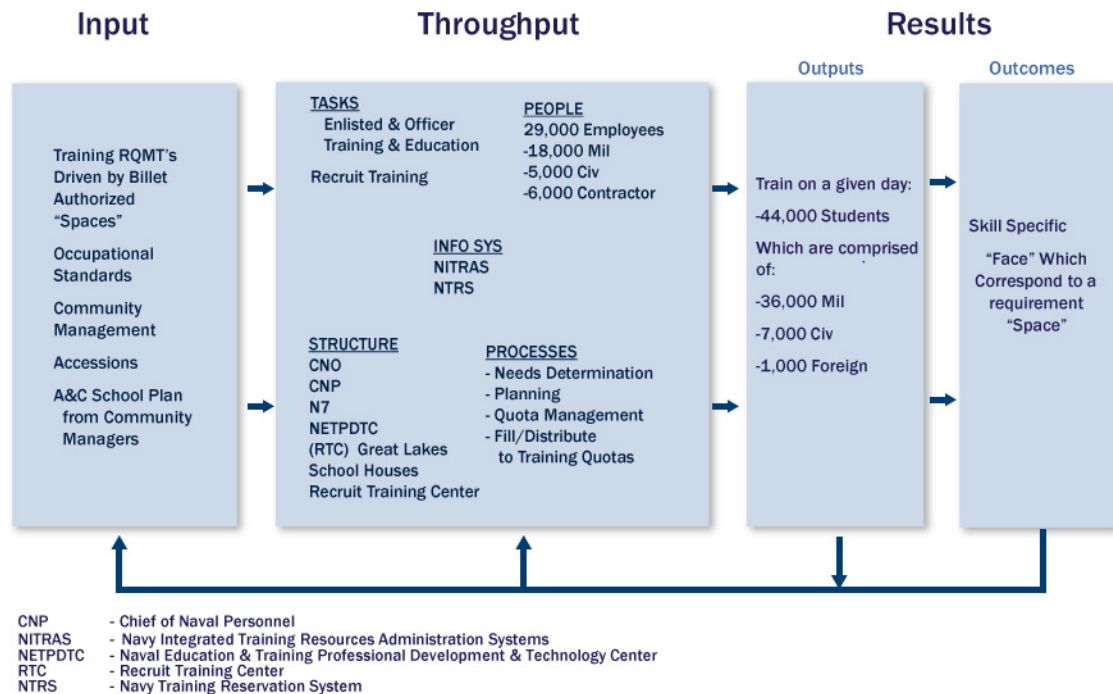 Input
Throughput
Results
Outputs
Outcomes
Training RQMT's
Driven by Billet
Authorized
“Spaces”
Occupational
Standards
Community
Management
Accessions
A&C School Plan
from Community
Managers
TASKS
Enlisted & Officer
Training & Education
Recruit Training
PEOPLE
29,000 Employees
-18,000 Mil
-5,000 Civ
-6,000 Contractor
INFO SYS
NITRAS
NTRS
STRUCTURE
CNO
CNP
N7
NETPDTC
(RTC) Great Lakes
School Houses
Recruit Training Center
PROCESSES
- Needs Determination
- Planning
- Quota Management
- Fill/Distribute
to Training Quotas
Train on a given day:
-44,000 Students
Which are comprised
of:
-36,000 Mil
-7,000 Civ
-1,000 Foreign
Skill Specific
“Face” Which
Correspond to a
requirement
“Space”
CNP - Chief of Naval Personnel
NITRAS - Navy Integrated Training Resources Administration Systems
NETPDTC - Naval Education & Training Professional Development & Technology Center
RTC - Recruit Training Center
NTRS - Navy Training Reservation System